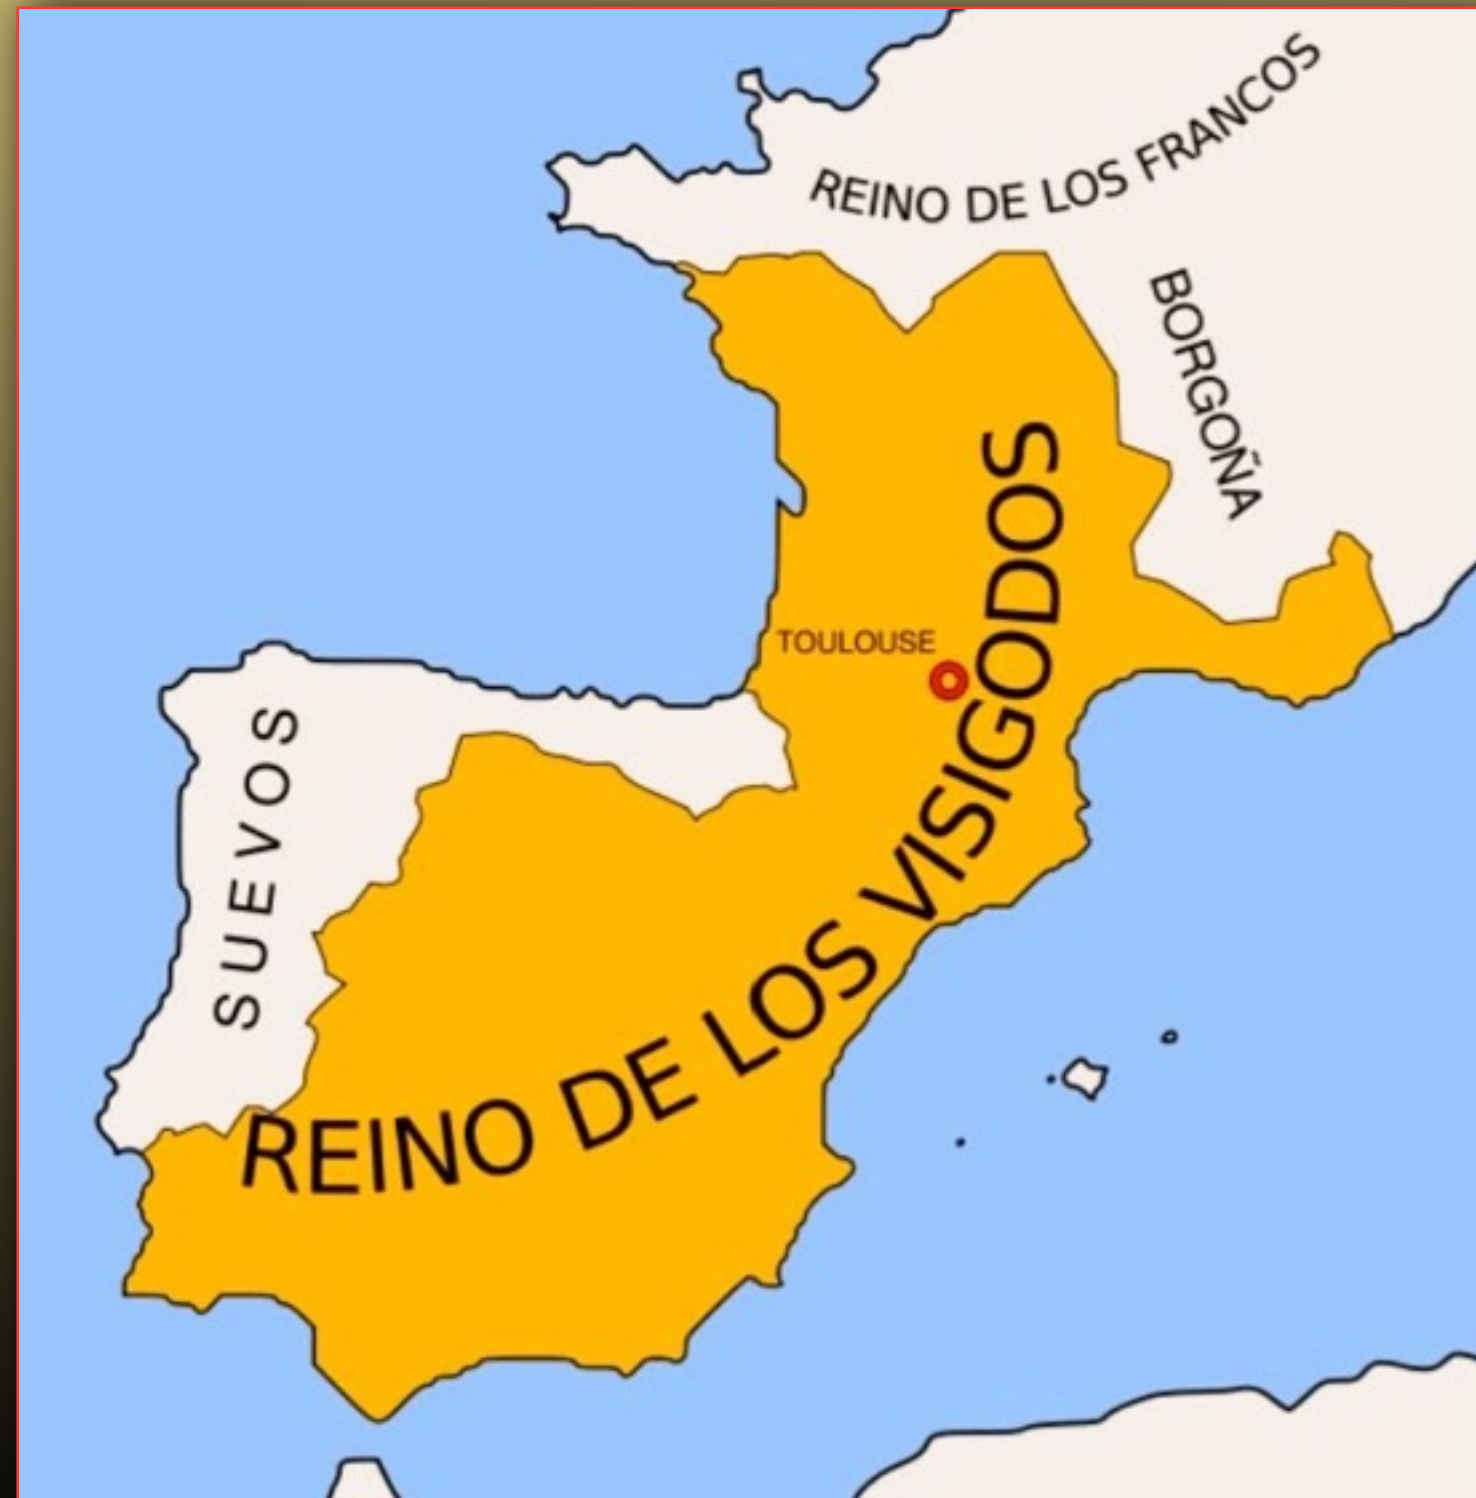 REINO DE LOS FRANCOS
BORGOÑA
TOULOUSE
REINO DE LOS VISIGODOS
SUEVOS